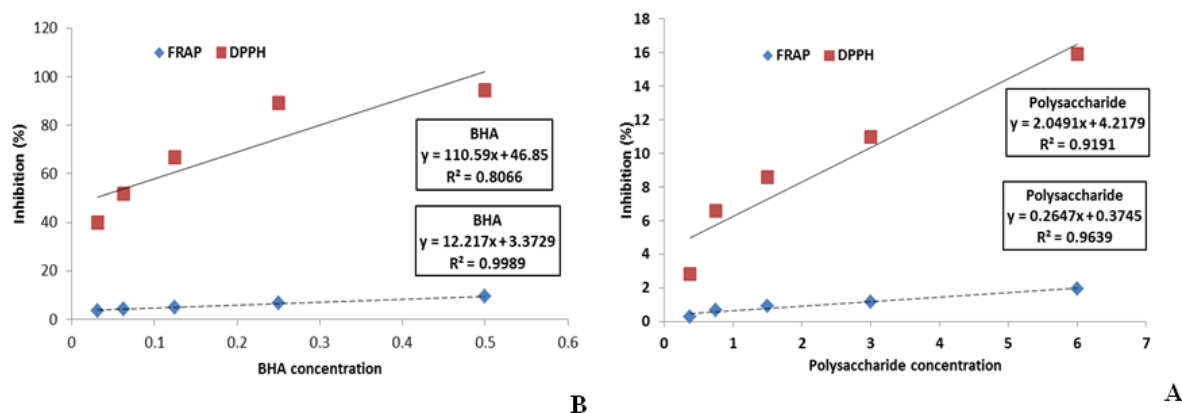 FRAP DPPH
120
100
80
60
40
20
0
Inhibition (%)
BHA
y = 110.59x + 46.85
R² = 0.8066
BHA
y = 12.217x + 3.3729
R² = 0.9989
0 0.1 0.2 0.3 0.4 0.5 0.6
BHA concentration
B
FRAP DPPH
18
16
14
12
10
8
6
4
2
0
Inhibition (%)
Polysaccharide
y = 2.0491x + 4.2179
R² = 0.9191
Polysaccharide
y = 0.2647x + 0.3745
R² = 0.9639
0 1 2 3 4 5 6 7
Polysaccharide concentration
A